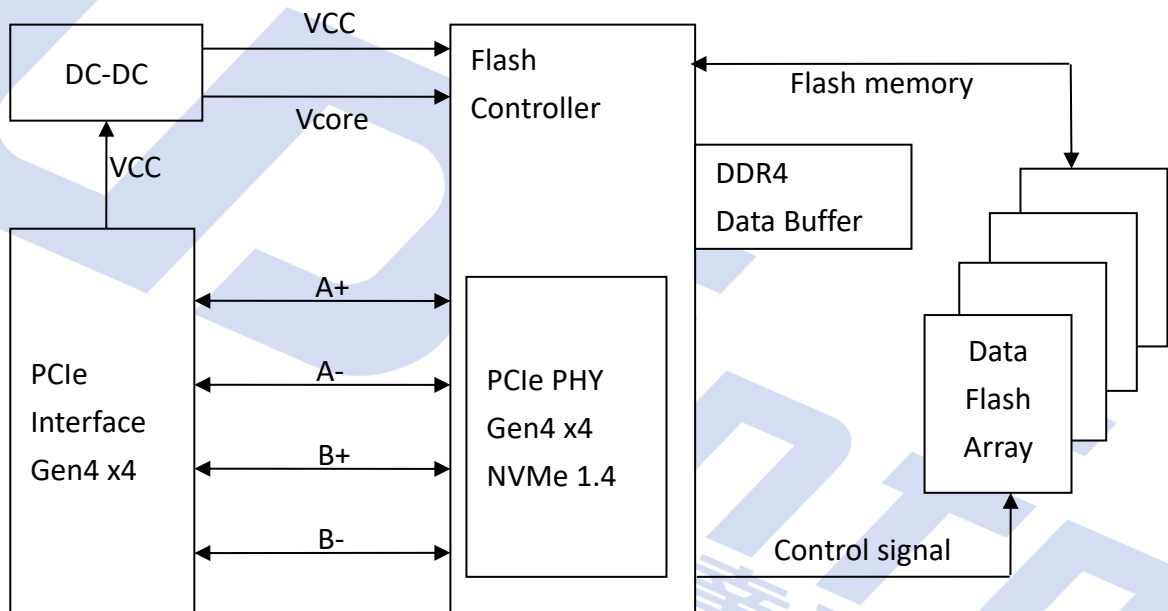 VCC
DC-DC
Vcore
VCC
Flash
Controller
Flash memory
DDR4
Data Buffer
PCIe
Interface
Gen4 x4
A+
A-
B+
B-
PCIe PHY
Gen4 x4
NVMe 1.4
Data
Flash
Array
Control signal